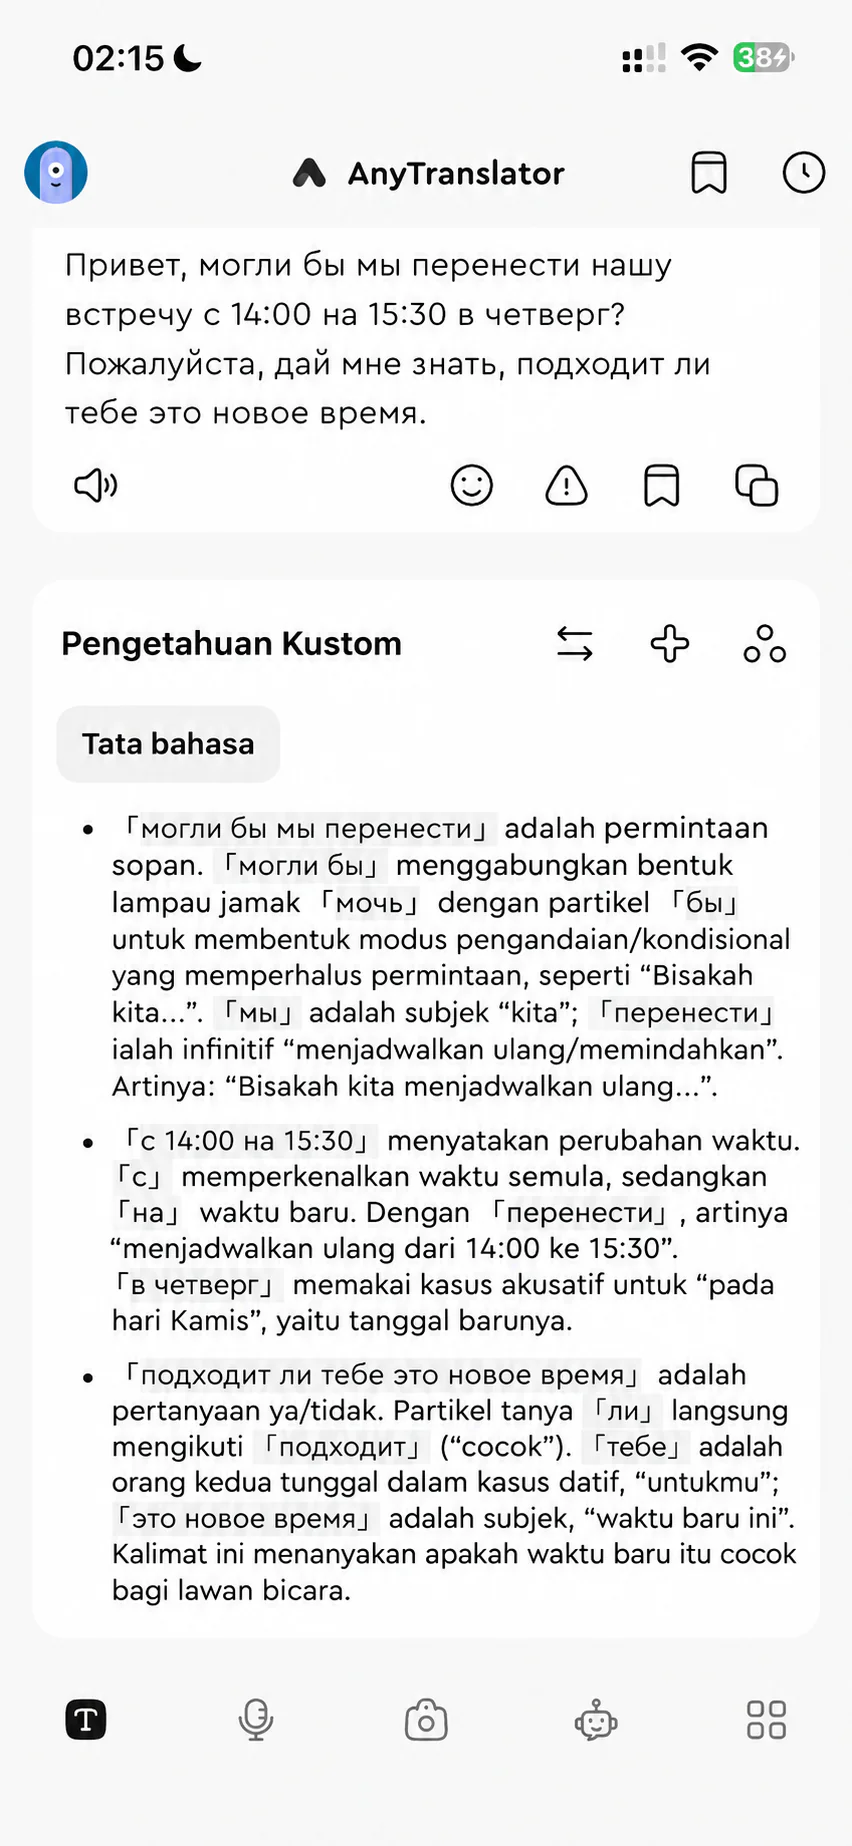 02:15
38
AnyTranslator
Привет, могли бы мы перенести нашу
встречу с 14:00 на 15:30 в четверг?
Пожалуйста, дай мне знать, подходит ли
тебе это новое время.
Pengetahuan Kustom
Tata bahasa
• 「могли бы мы перенести」 adalah permintaan
sopan. 「могли бы」 menggabungkan bentuk
lampau jamak 「мочь」 dengan partikel 「бы」
untuk membentuk modus pengandaian/kondisional
yang memperhalus permintaan, seperti “Bisakah
kita...”. 「мы」 adalah subjek “kita”; 「перенести」
ialah infinitif “menjadwalkan ulang/memindahkan”.
Artinya: “Bisakah kita menjadwalkan ulang...”.
• 「с 14:00 на 15:30」 menyatakan perubahan waktu.
「с」 memperkenalkan waktu semula, sedangkan
「на」 waktu baru. Dengan 「перенести」, artinya
“menjadwalkan ulang dari 14:00 ke 15:30”.
「в четверг」 memakai kasus akusatif untuk “pada
hari Kamis”, yaitu tanggal barunya.
• 「подходит ли тебе это новое время」 adalah
pertanyaan ya/tidak. Partikel tanya 「ли」 langsung
mengikuti 「подходит」 (“cocok”). 「тебе」 adalah
orang kedua tunggal dalam kasus datif, “untukmu”;
「это новое время」 adalah subjek, “waktu baru ini”.
Kalimat ini menanyakan apakah waktu baru itu cocok
bagi lawan bicara.